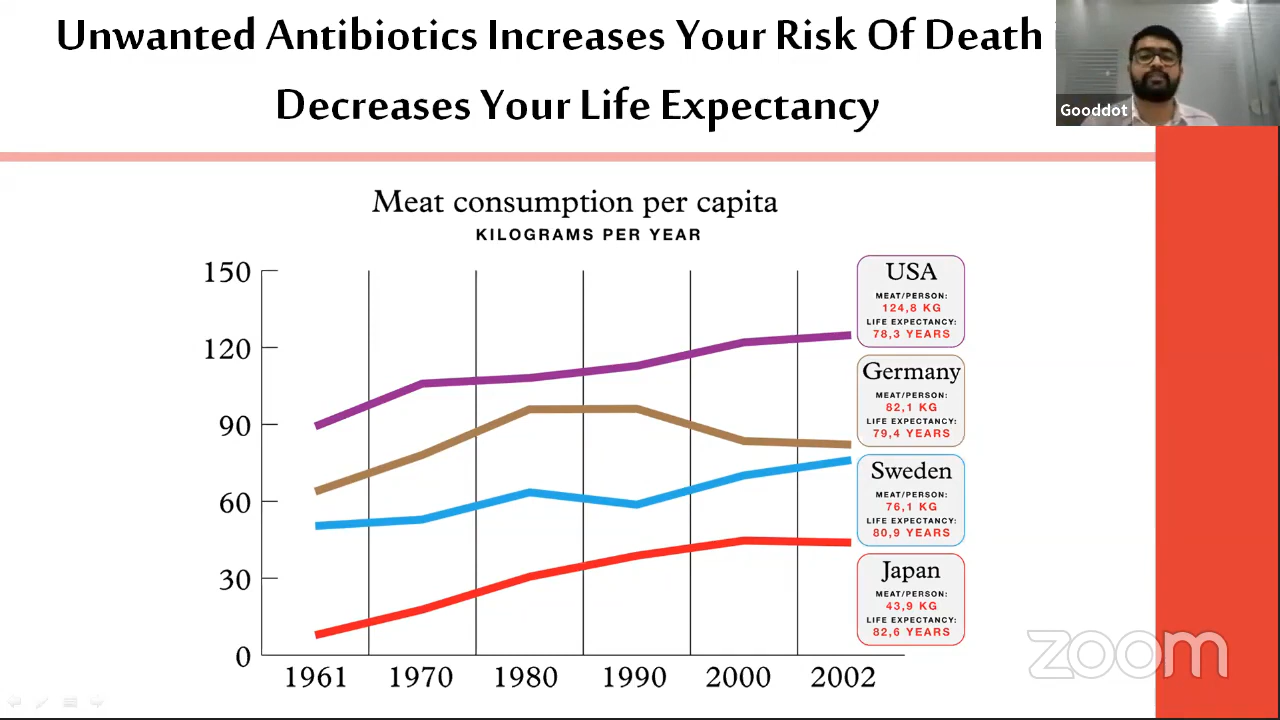 Unwanted Antibiotics Increases Your Risk Of Death
Decreases Your Life Expectancy
Gooddot
Meat consumption per capita
KILOGRAMS PER YEAR
150
120
90
60
30
0
1961 1970 1980 1990 2000 2002
USA
MEAT/PERSON:
124,8 KG
LIFE EXPECTANCY:
78,3 YEARS
Germany
MEAT/PERSON:
82,1 KG
LIFE EXPECTANCY:
79,4 YEARS
Sweden
MEAT/PERSON:
76,1 KG
LIFE EXPECTANCY:
80,9 YEARS
Japan
MEAT/PERSON:
43,9 KG
LIFE EXPECTANCY:
82,6 YEARS
zoom